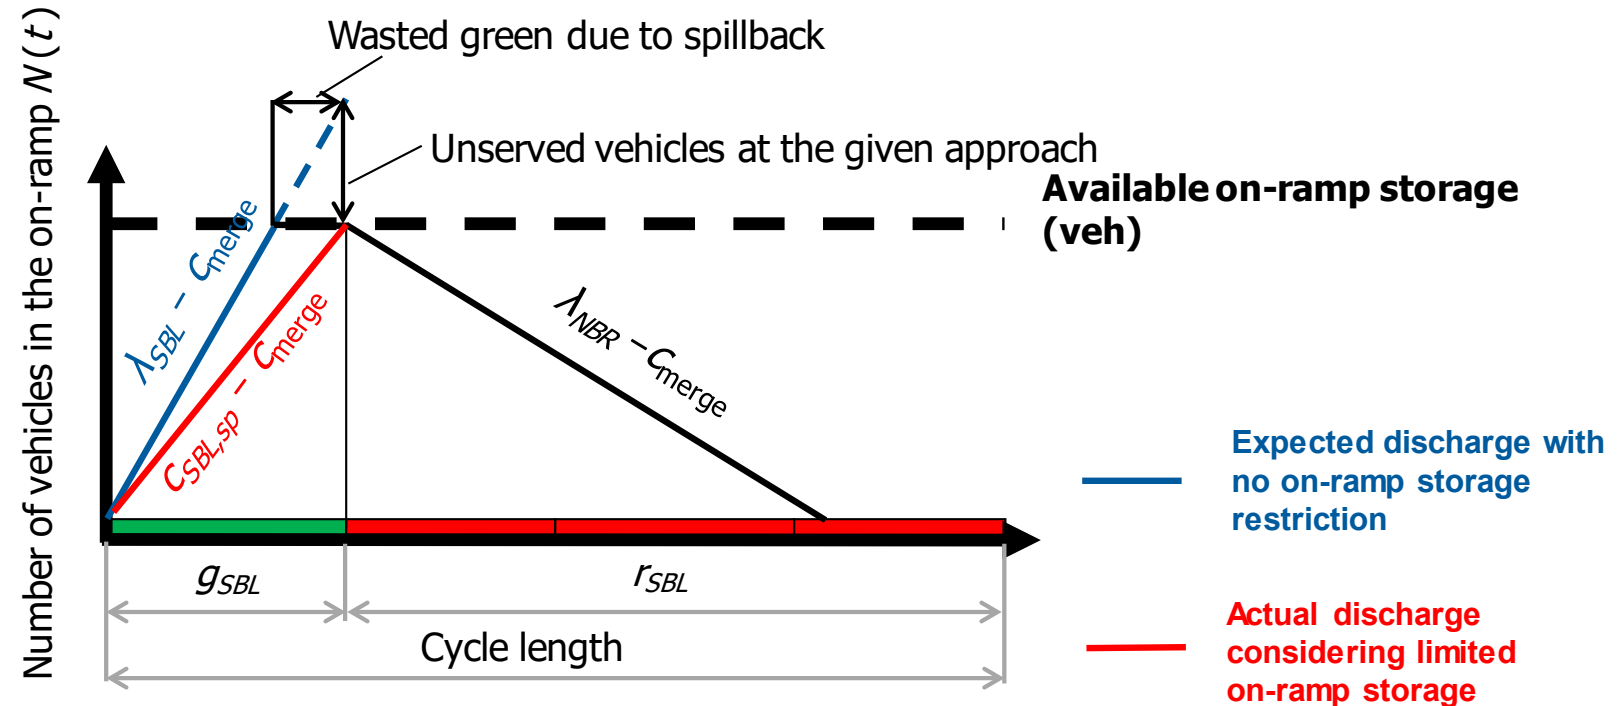 Number of vehicles in the on-ramp N(t)
Wasted green due to spillback
Unserved vehicles at the given approach
Available on-ramp storage
(veh)
λSBL – Cmerge
CSBL,sp – Cmerge
λNBR – Cmerge
gSBL
rSBL
Cycle length
Expected discharge with
no on-ramp storage
restriction
Actual discharge
considering limited
on-ramp storage